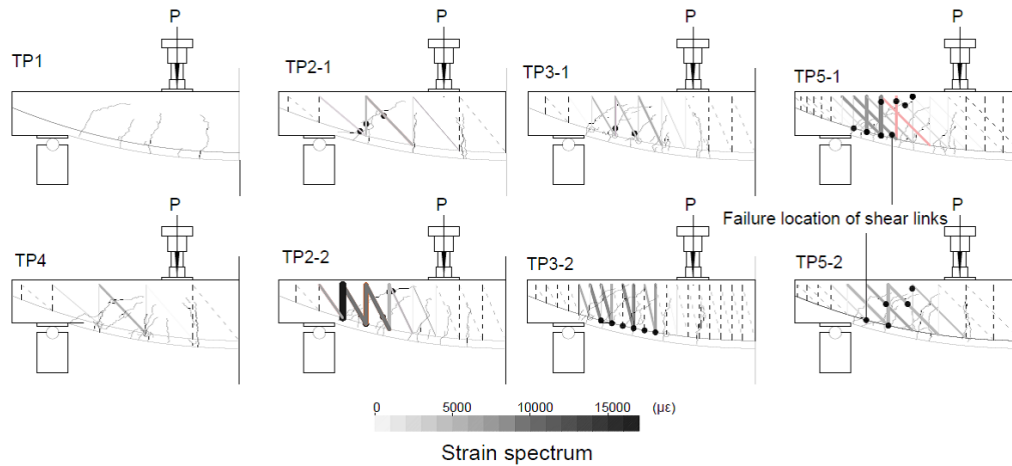 P P P P
TP1 TP2-1 TP3-1 TP5-1
Failure location of shear links
P P P P
TP4 TP2-2 TP3-2 TP5-2
0 5000 10000 15000 (με)
Strain spectrum